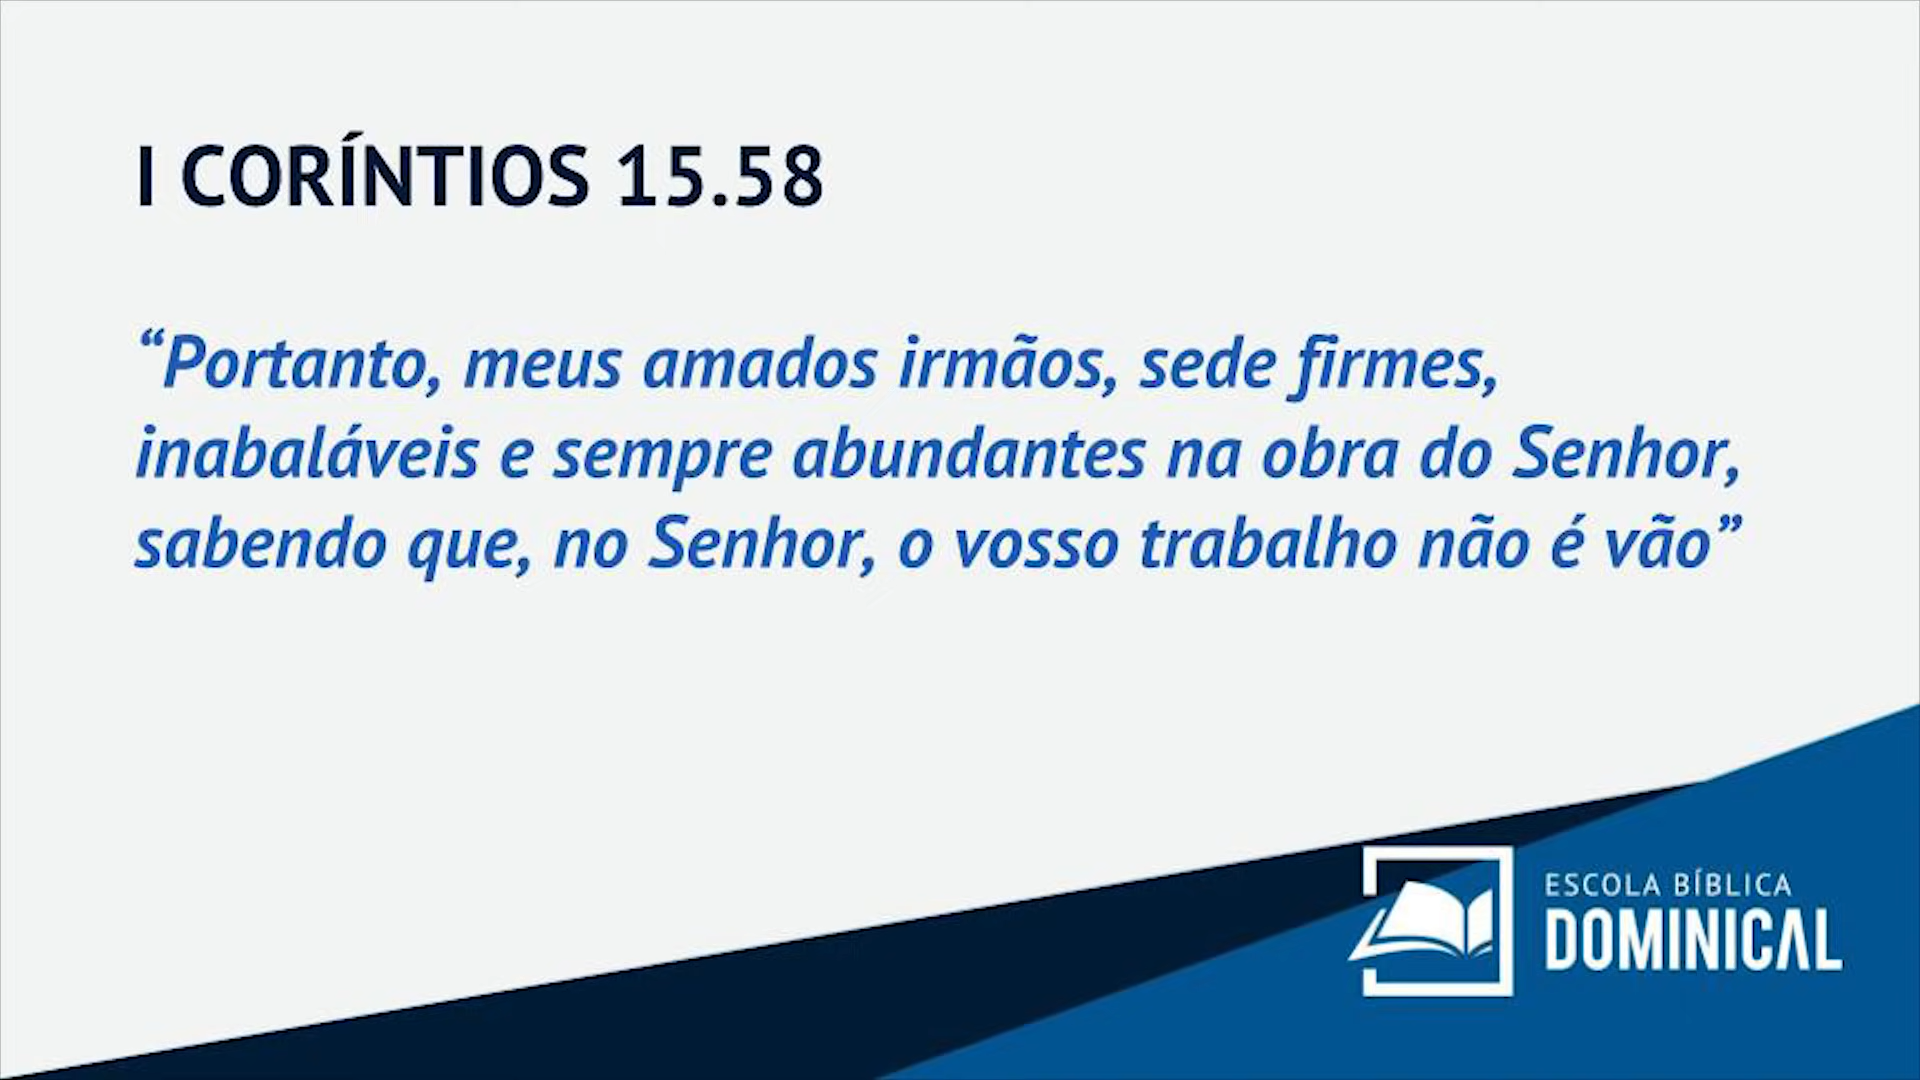 I CORÍNTIOS 15.58
“Portanto, meus amados irmãos, sede firmes,
inabaláveis e sempre abundantes na obra do Senhor,
sabendo que, no Senhor, o vosso trabalho não é vão”
ESCOLA BÍBLICA
DOMINICAL